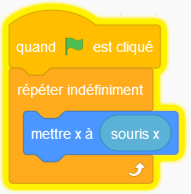 quand est cliqué
répéter indéfiniment
mettre x à souris x